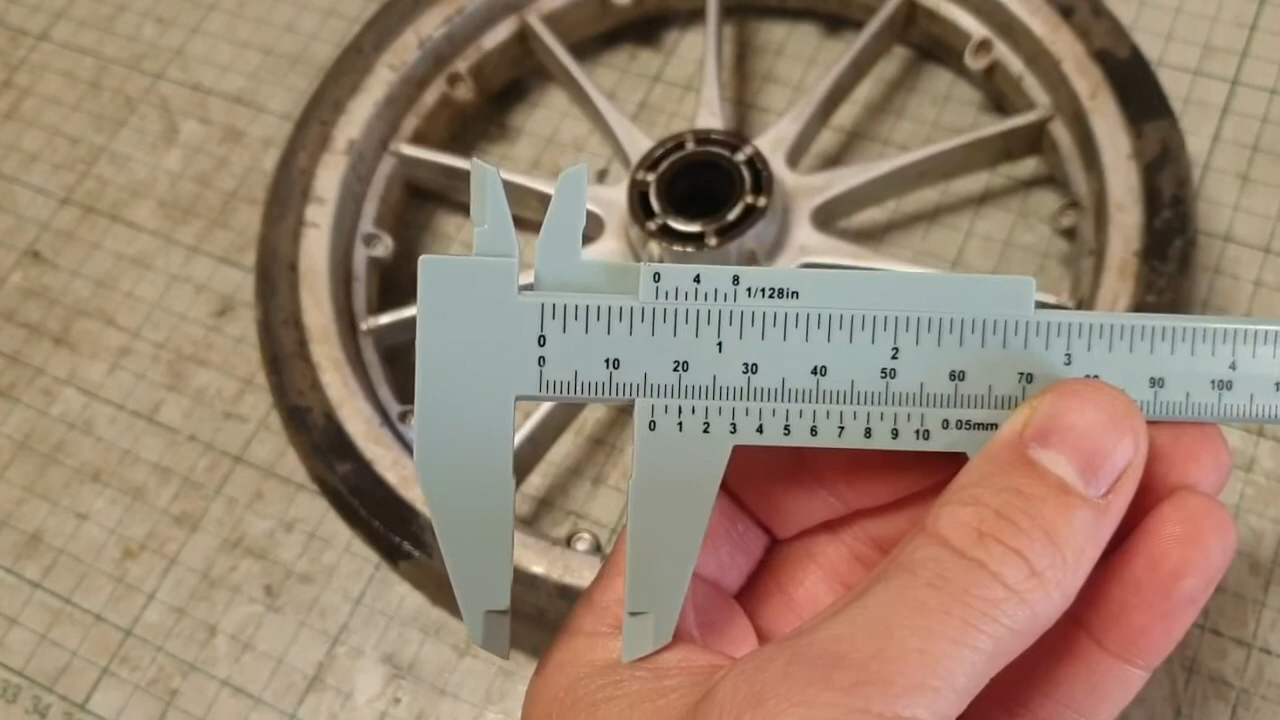 0 4 8 1/128in
0 1 2 3 4
0 10 20 30 40 50 60 70 90 100
0 1 2 3 4 5 6 7 8 9 10 0.05mm
33 34